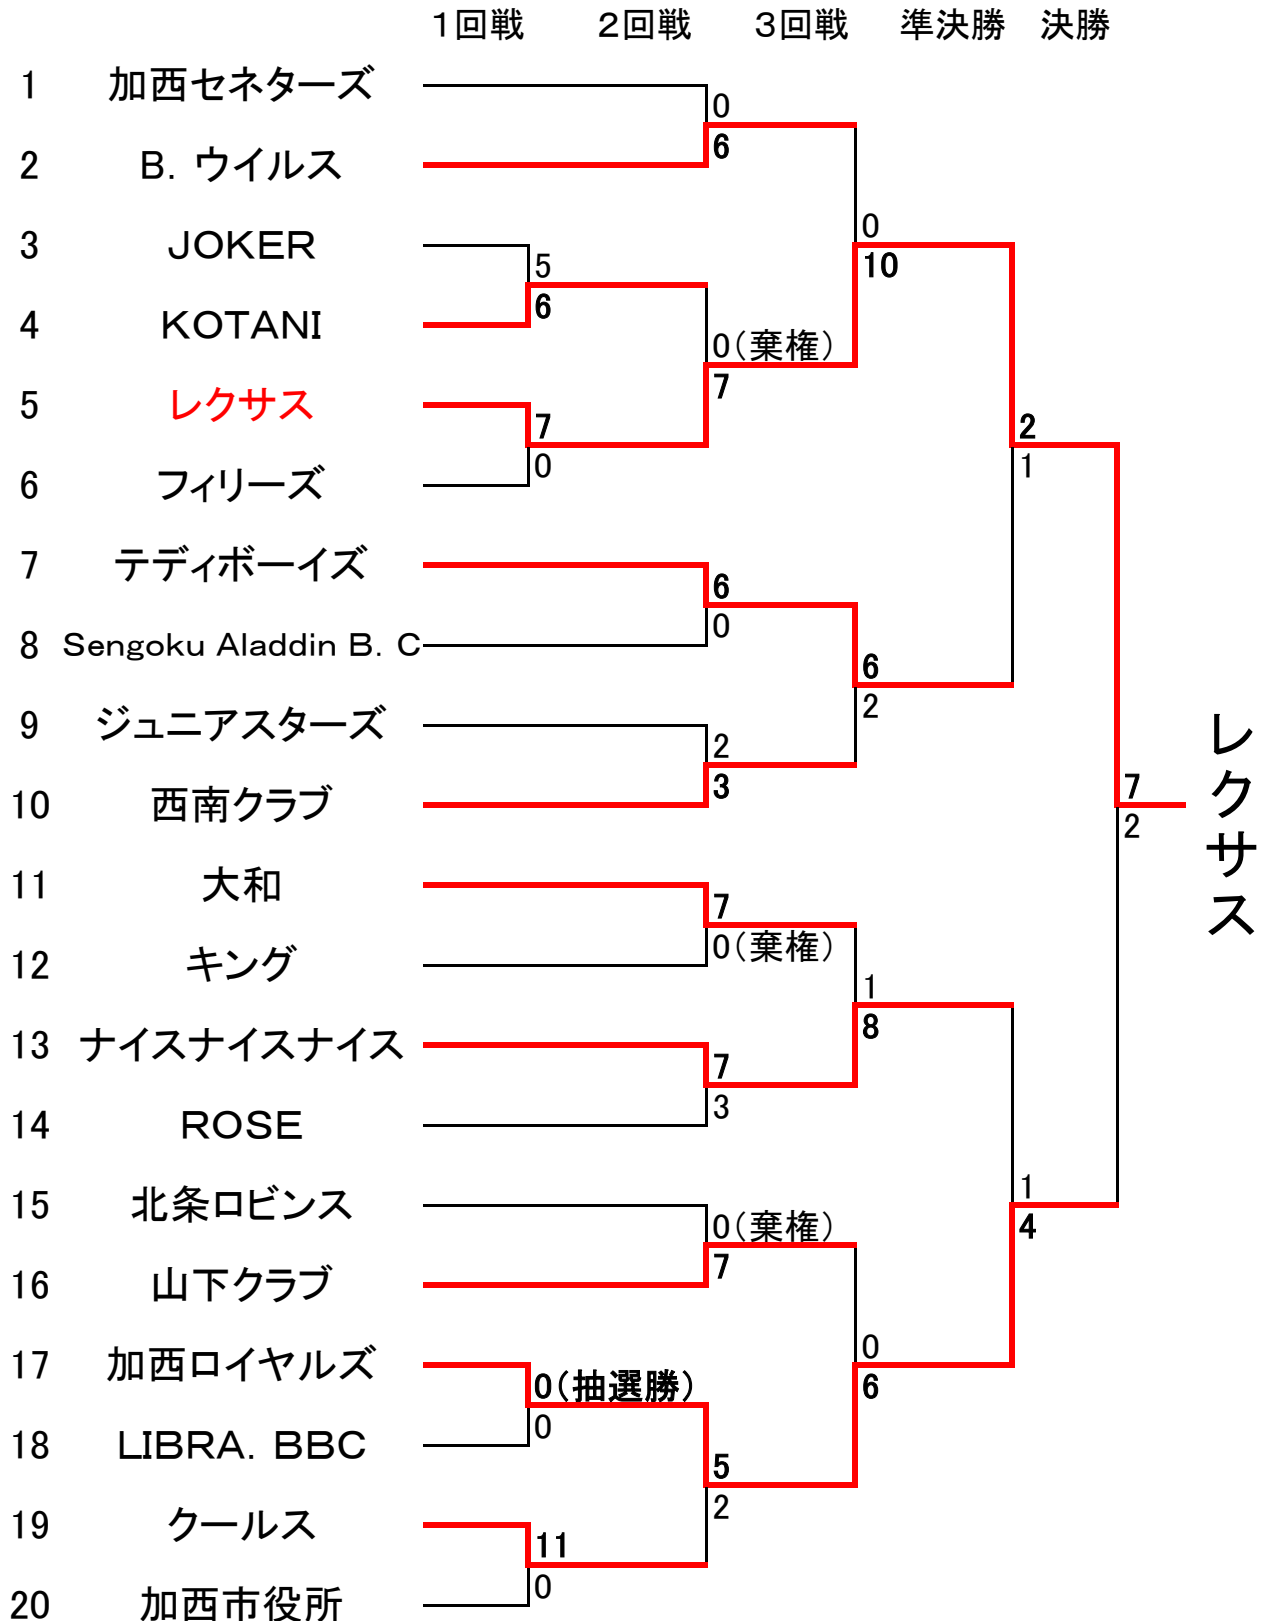 1回戦 2回戦 3回戦 準決勝 決勝
1 加西セネターズ
0
6
2 B. ウイルス
0
3 JOKER
5
10
6
4 KOTANI
0(棄権)
7
5 レクサス
7
2
0
1
6 フィリーズ
7 テディボーイズ
6
0
8 Sengoku Aladdin B. C
6
2
9 ジュニアスターズ
2
3
10 西南クラブ
7
2
レクサス
11 大和
7
0(棄権)
12 キング
1
8
13 ナイスナイスナイス
7
3
14 ROSE
1
4
15 北条ロビンス
0(棄権)
7
16 山下クラブ
0
6
17 加西ロイヤルズ
0(抽選勝)
0
18 LIBRA. BBC
5
2
19 クールス
11
0
20 加西市役所